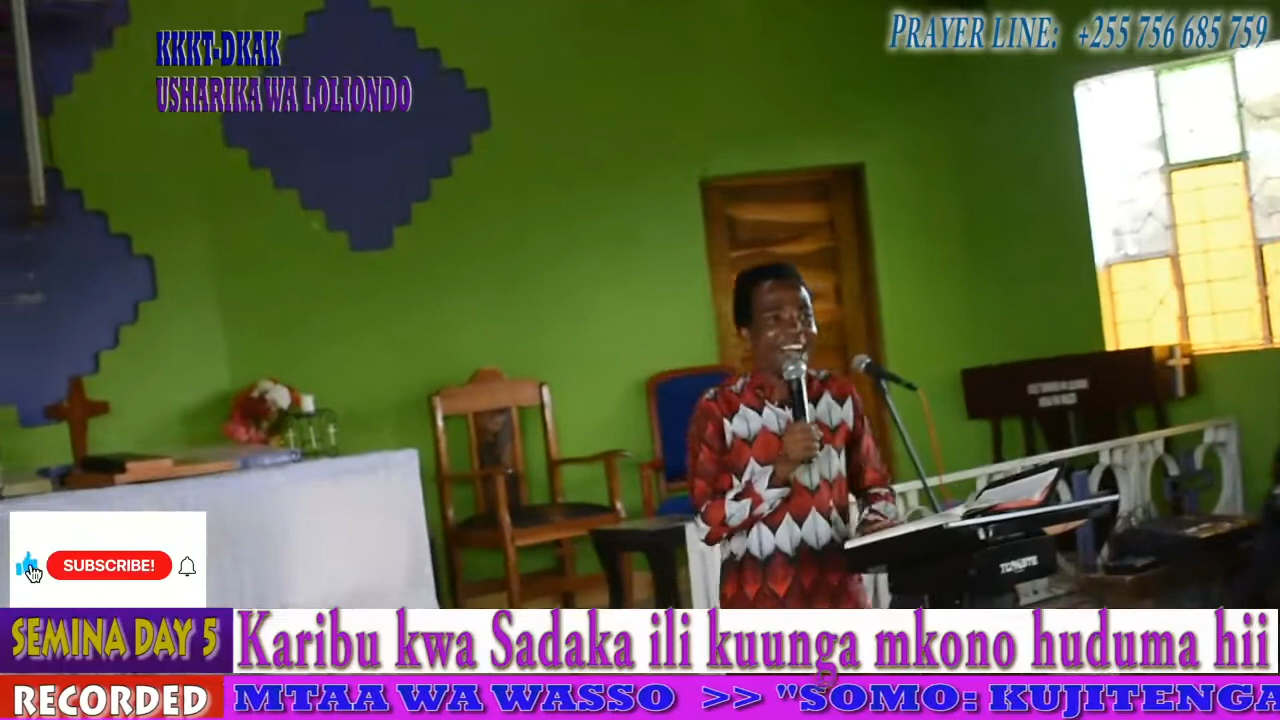 PRAYER LINE: +255 756 685 759
KKKT-DKAK
USHARIKA WA LOLIONDO
SUBSCRIBE!
SEMINA DAY 5
Karibu kwa Sadaka ili kuunga mkono huduma hii
RECORDED
MTAA WA WASSO >> "SOMO: KUJITENGA